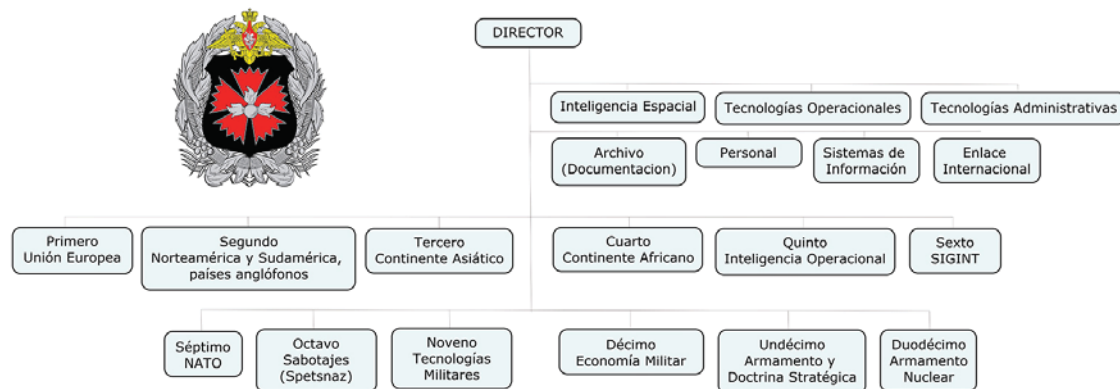 DIRECTOR
Inteligencia Espacial
Tecnologías Operacionales
Tecnologías Administrativas
Archivo
(Documentacion)
Personal
Sistemas de
Información
Enlace
Internacional
Primero
Unión Europea
Segundo
Norteamérica y Sudamérica,
países anglófonos
Tercero
Continente Asiático
Cuarto
Continente Africano
Quinto
Inteligencia Operacional
Sexto
SIGINT
Séptimo
NATO
Octavo
Sabotajes
(Spetsnaz)
Noveno
Tecnologías
Militares
Décimo
Economía Militar
Undécimo
Armamento y
Doctrina Stratégica
Duodécimo
Armamento
Nuclear